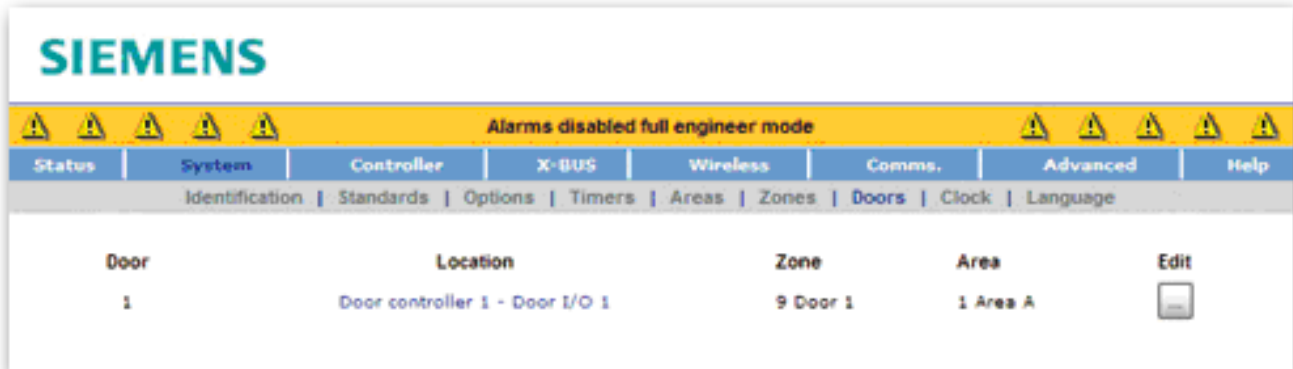 SIEMENS
Alarms disabled full engineer mode
Status System Controller X-BUS Wireless Comms. Advanced Help
Identification | Standards | Options | Timers | Areas | Zones | Doors | Clock | Language
Door Location Zone Area Edit
1 Door controller 1 - Door I/O 1 9 Door 1 1 Area A ...